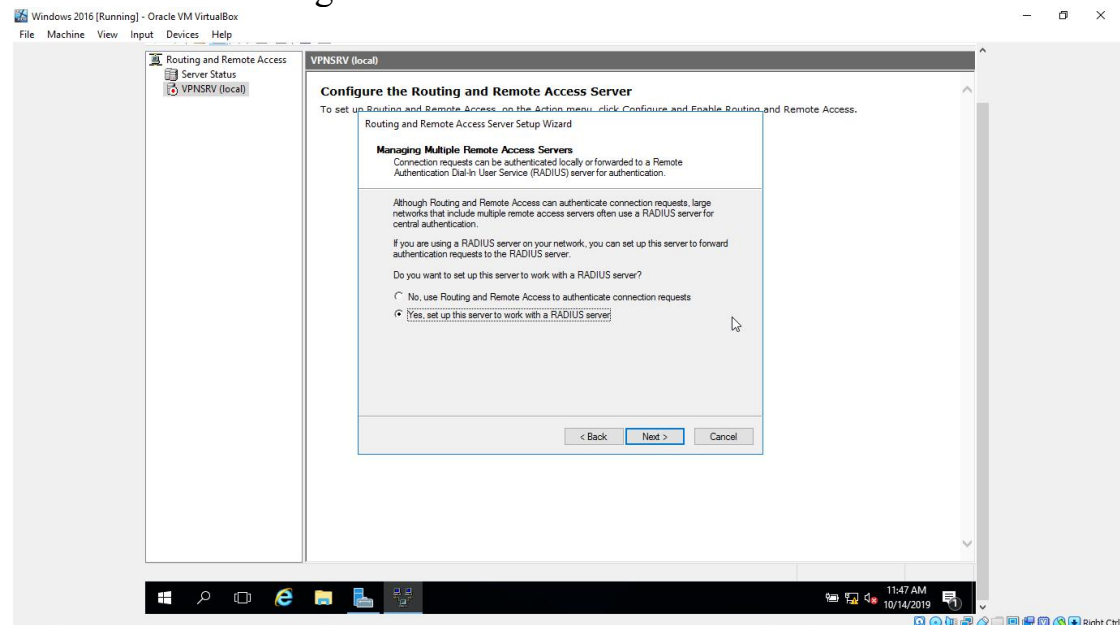 Windows 2016 [Running] - Oracle VM VirtualBox
File Machine View Input Devices Help
Routing and Remote Access
Server Status
VPNSRV (local)
VPNSRV (local)
Configure the Routing and Remote Access Server
To set up Routing and Remote Access, on the Action menu, click Configure and Enable Routing and Remote Access.
Routing and Remote Access Server Setup Wizard
Managing Multiple Remote Access Servers
Connection requests can be authenticated locally or forwarded to a Remote
Authentication Dial-In User Service (RADIUS) server for authentication.
Although Routing and Remote Access can authenticate connection requests, large
networks that include multiple remote access servers often use a RADIUS server for
central authentication.
If you are using a RADIUS server on your network, you can set up this server to forward
authentication requests to the RADIUS server.
Do you want to set up this server to work with a RADIUS server?
No, use Routing and Remote Access to authenticate connection requests
Yes, set up this server to work with a RADIUS server
< Back Next > Cancel
11:47 AM
10/14/2019
1
Right Ctrl